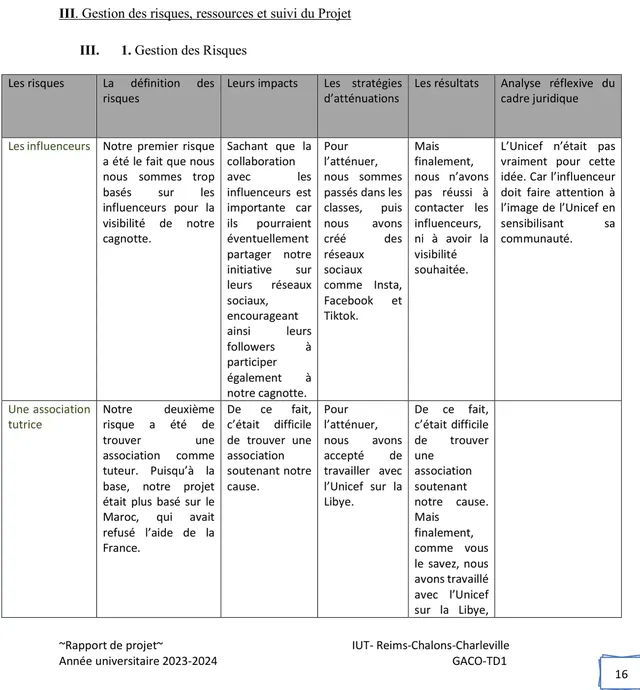 III. Gestion des risques, ressources et suivi du Projet
III. 1. Gestion des Risques
Les risques
La définition des
risques
Leurs impacts
Les stratégies
d’atténuations
Les résultats
Analyse réflexive du
cadre juridique
Les influenceurs
Notre premier risque
a été le fait que nous
nous sommes trop
basés sur les
influenceurs pour la
visibilité de notre
cagnotte.
Sachant que la
collaboration
avec les
influenceurs est
importante car
ils pourraient
éventuellement
partager notre
initiative sur
leurs réseaux
sociaux,
encourageant
ainsi leurs
followers à
participer
également à
notre cagnotte.
Pour
l’atténuer,
nous sommes
passés dans les
classes, puis
nous avons
créé des
réseaux
sociaux
comme Insta,
Facebook et
Tiktok.
Mais
finalement,
nous n’avons
pas réussi à
contacter les
influenceurs,
ni à avoir la
visibilité
souhaitée.
L’Unicef n’était pas
vraiment pour cette
idée. Car l’influenceur
doit faire attention à
l’image de l’Unicef en
sensibilisant sa
communauté.
Une association
tutrice
Notre deuxième
risque a été de
trouver une
association comme
tuteur. Puisqu’à la
base, notre projet
était plus basé sur le
Maroc, qui avait
refusé l’aide de la
France.
De ce fait,
c’était difficile
de trouver une
association
soutenant notre
cause.
Pour
l’atténuer,
nous avons
accepté de
travailler avec
l’Unicef sur la
Libye.
De ce fait,
c’était difficile
de trouver
une
association
soutenant
notre cause.
Mais
finalement,
comme vous
le savez, nous
avons travaillé
avec l’Unicef
sur la Libye,
~Rapport de projet~ IUT- Reims-Chalons-Charleville
Année universitaire 2023-2024 GACO-TD1
16